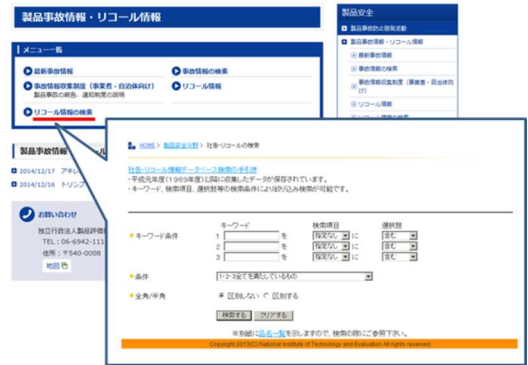 製品事故情報・リコール情報
メニュー一覧
最新事故情報
事故情報の検索
事故情報収集制度（事業者・自治体向け）
製品事故の報告、通知制度の説明
リコール情報
リコール情報の検索
製品安全
製品事故防止啓発活動
製品事故情報・リコール情報
最新事故情報
事故情報の検索
事故情報収集制度（事業者・自治体向け）
リコール情報
製品事故情報
2014/12/17 アキレ
2014/12/16 トリンプ
お問い合わせ
独立行政法人製品評価
TEL：06-6942-111
住所：〒540-0008
地図
HOME> 製品安全分野> 社告・リコールの検索
社告・リコール情報データベース検索の手引き
・平成元年度(1989年度)以降に収集したデータが保存されています。
・キーワード、検索項目、選択肢等の検索条件により絞り込み検索が可能です。
キーワード 検索項目 選択肢
キーワード条件 1 を 指定なし に 含む
2 を 指定なし に 含む
3 を 指定なし に 含む
条件 1・2・3全てを満たしているもの
全角/半角 区別しない 区別する
検索する クリアする
※別紙に品名一覧を示しますので、検索の際にご参照下さい。
Copyright 2013(C) National Institute of Technology and Evaluation All rights reserved.